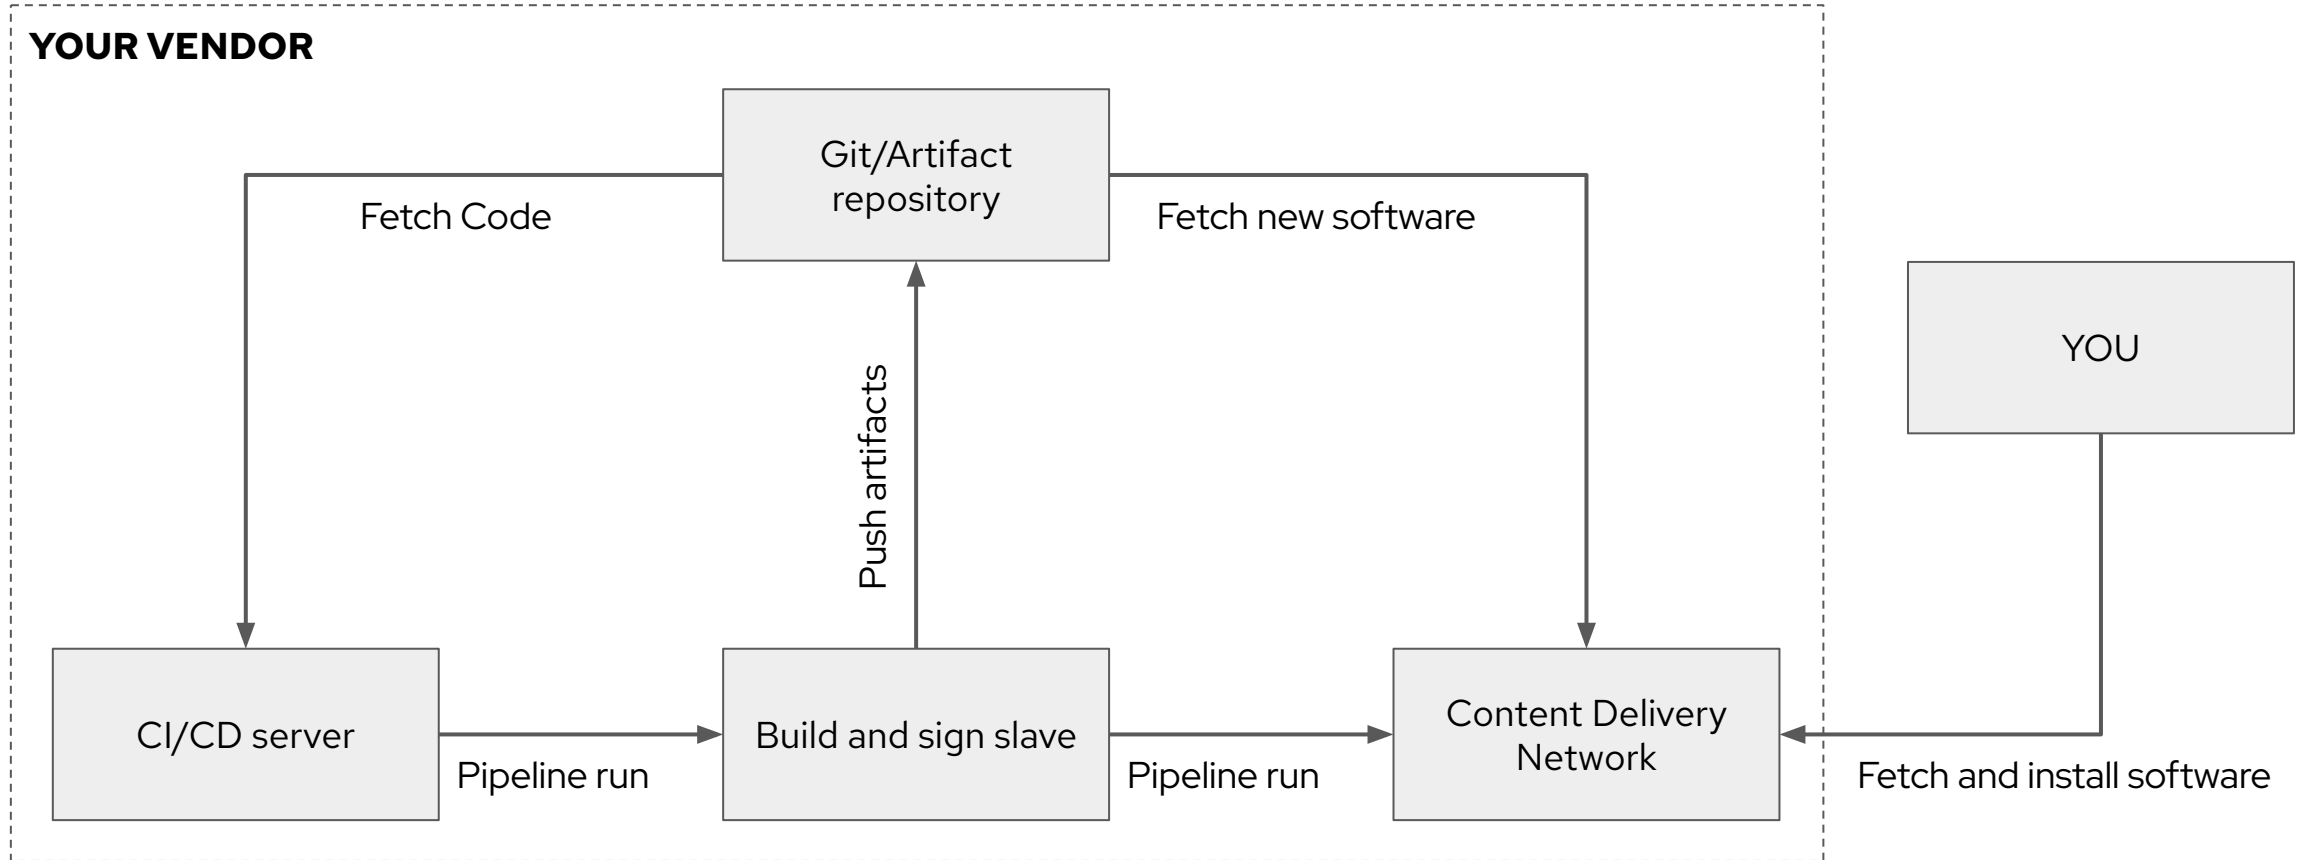 YOUR VENDOR
Git/Artifact
repository
Fetch Code
Fetch new software
YOU
Push artifacts
CI/CD server
Build and sign slave
Content Delivery
Network
Pipeline run
Pipeline run
Fetch and install software